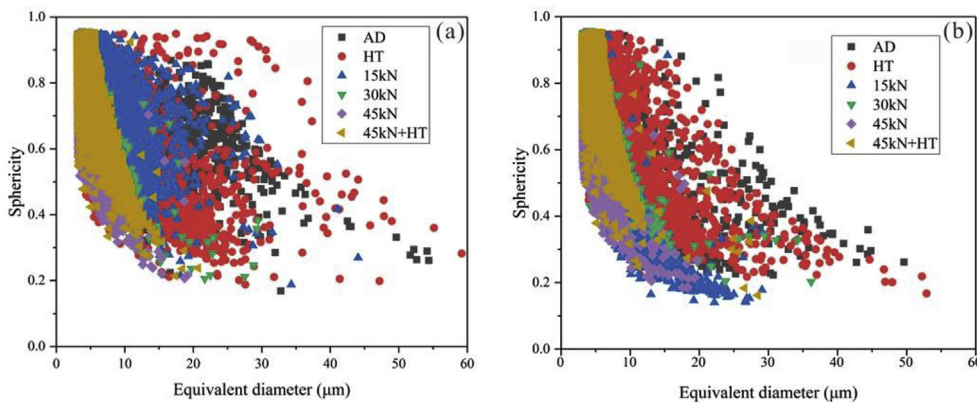 (a)
AD
HT
15kN
30kN
45kN
45kN+HT
Sphericity
1.0
0.8
0.6
0.4
0.2
0.0
0 10 20 30 40 50 60
Equivalent diameter (μm)
(b)
AD
HT
15kN
30kN
45kN
45kN+HT
Sphericity
1.0
0.8
0.6
0.4
0.2
0.0
0 10 20 30 40 50 60
Equivalent diameter (μm)